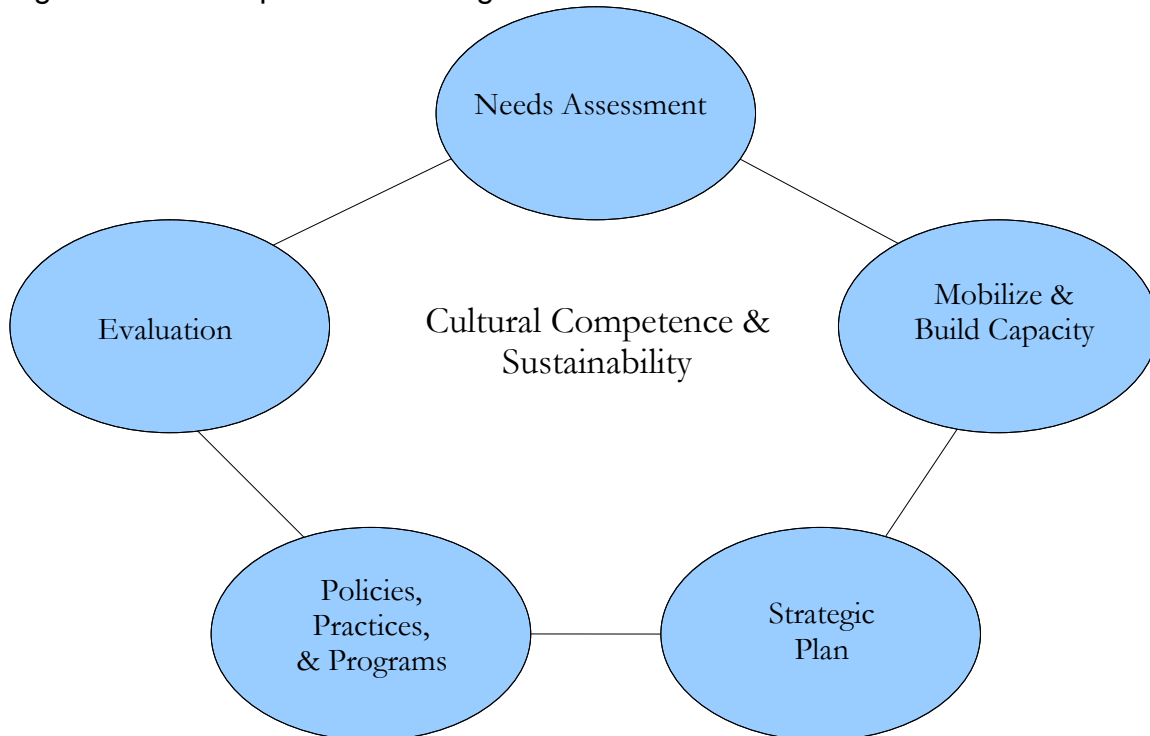 Needs Assessment
Mobilize &
Build Capacity
Evaluation
Cultural Competence &
Sustainability
Policies,
Practices,
& Programs
Strategic
Plan